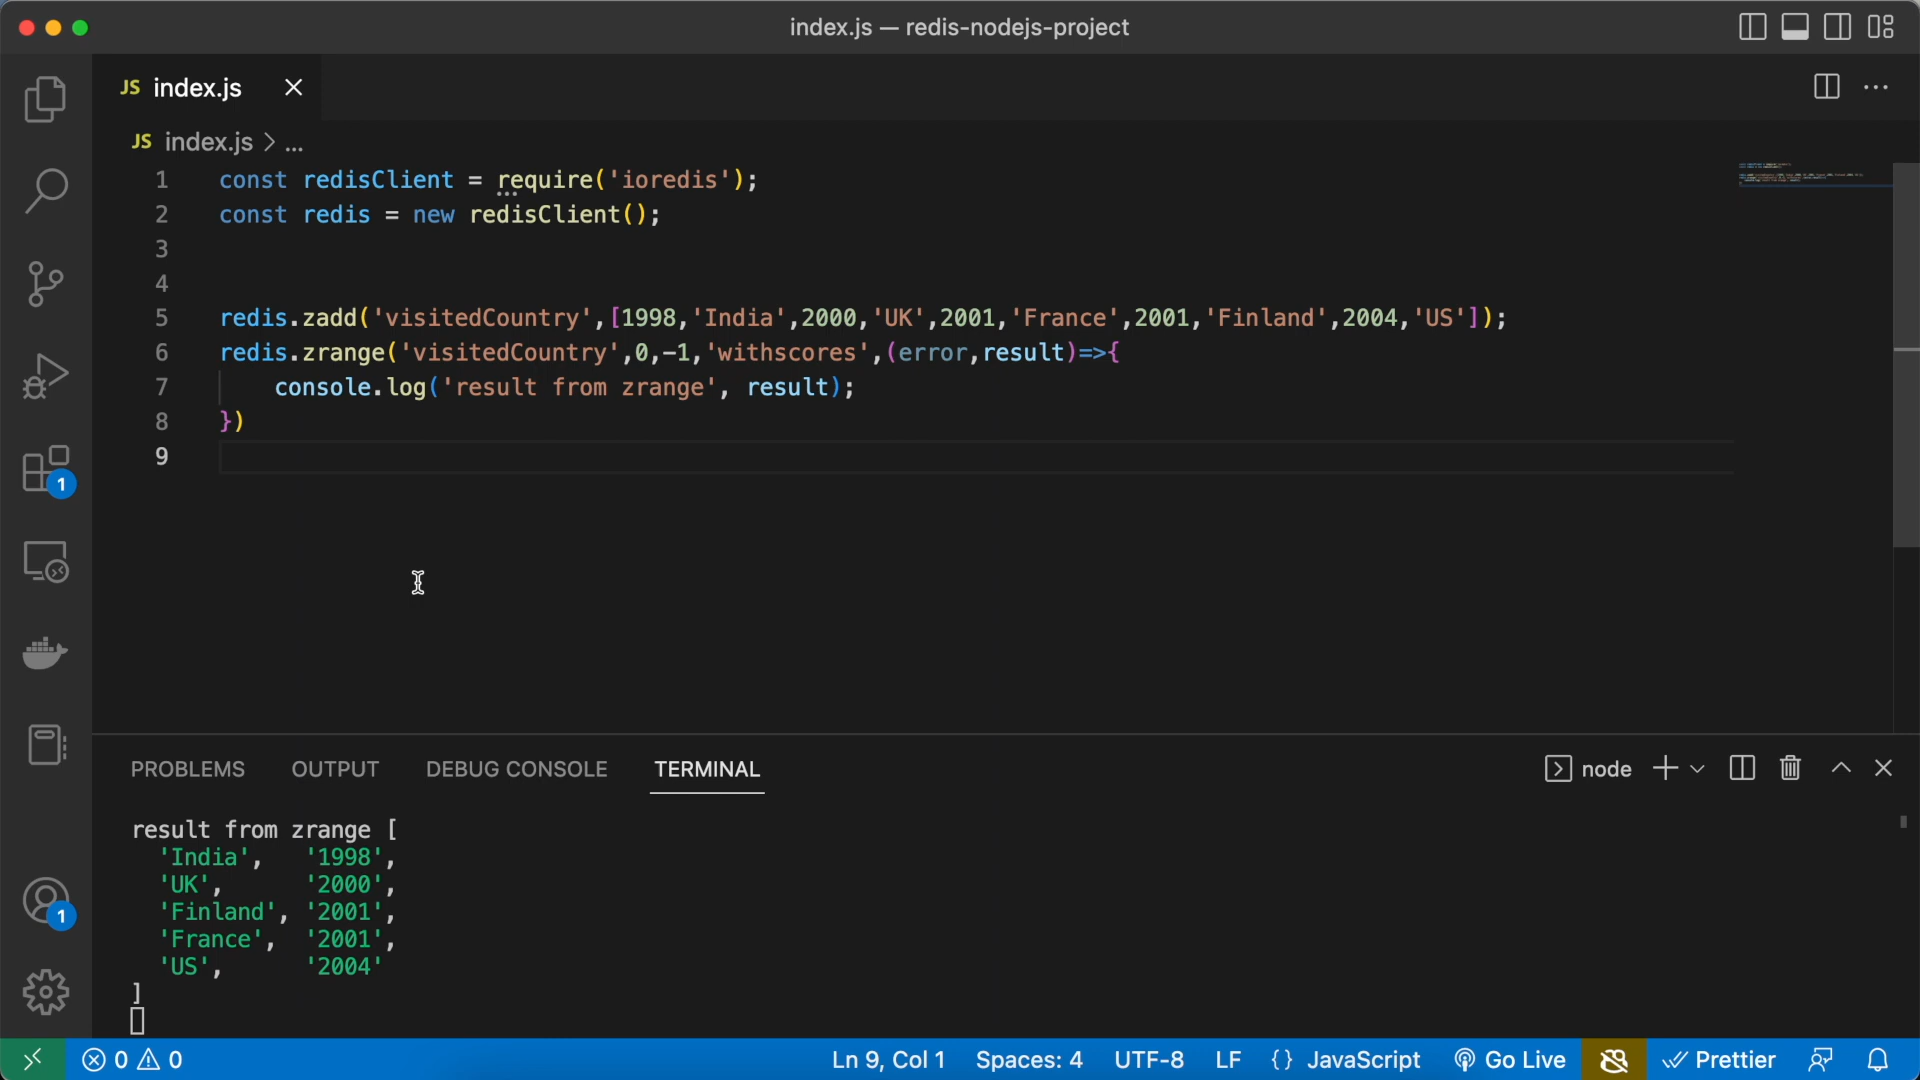 index.js — redis-nodejs-project
JS index.js
JS index.js > ...
1 const redisClient = require('ioredis');
2 const redis = new redisClient();
3
4
5 redis.zadd('visitedCountry',[1998,'India',2000,'UK',2001,'France',2001,'Finland',2004,'US']);
6 redis.zrange('visitedCountry',0,-1,'withscores',(error,result)=>{
7 console.log('result from zrange', result);
8 })
9
1
PROBLEMS OUTPUT DEBUG CONSOLE TERMINAL node
result from zrange [
'India', '1998',
'UK', '2000',
'Finland', '2001',
'France', '2001',
'US', '2004'
]
1
0 0 Ln 9, Col 1 Spaces: 4 UTF-8 LF {} JavaScript Go Live Prettier